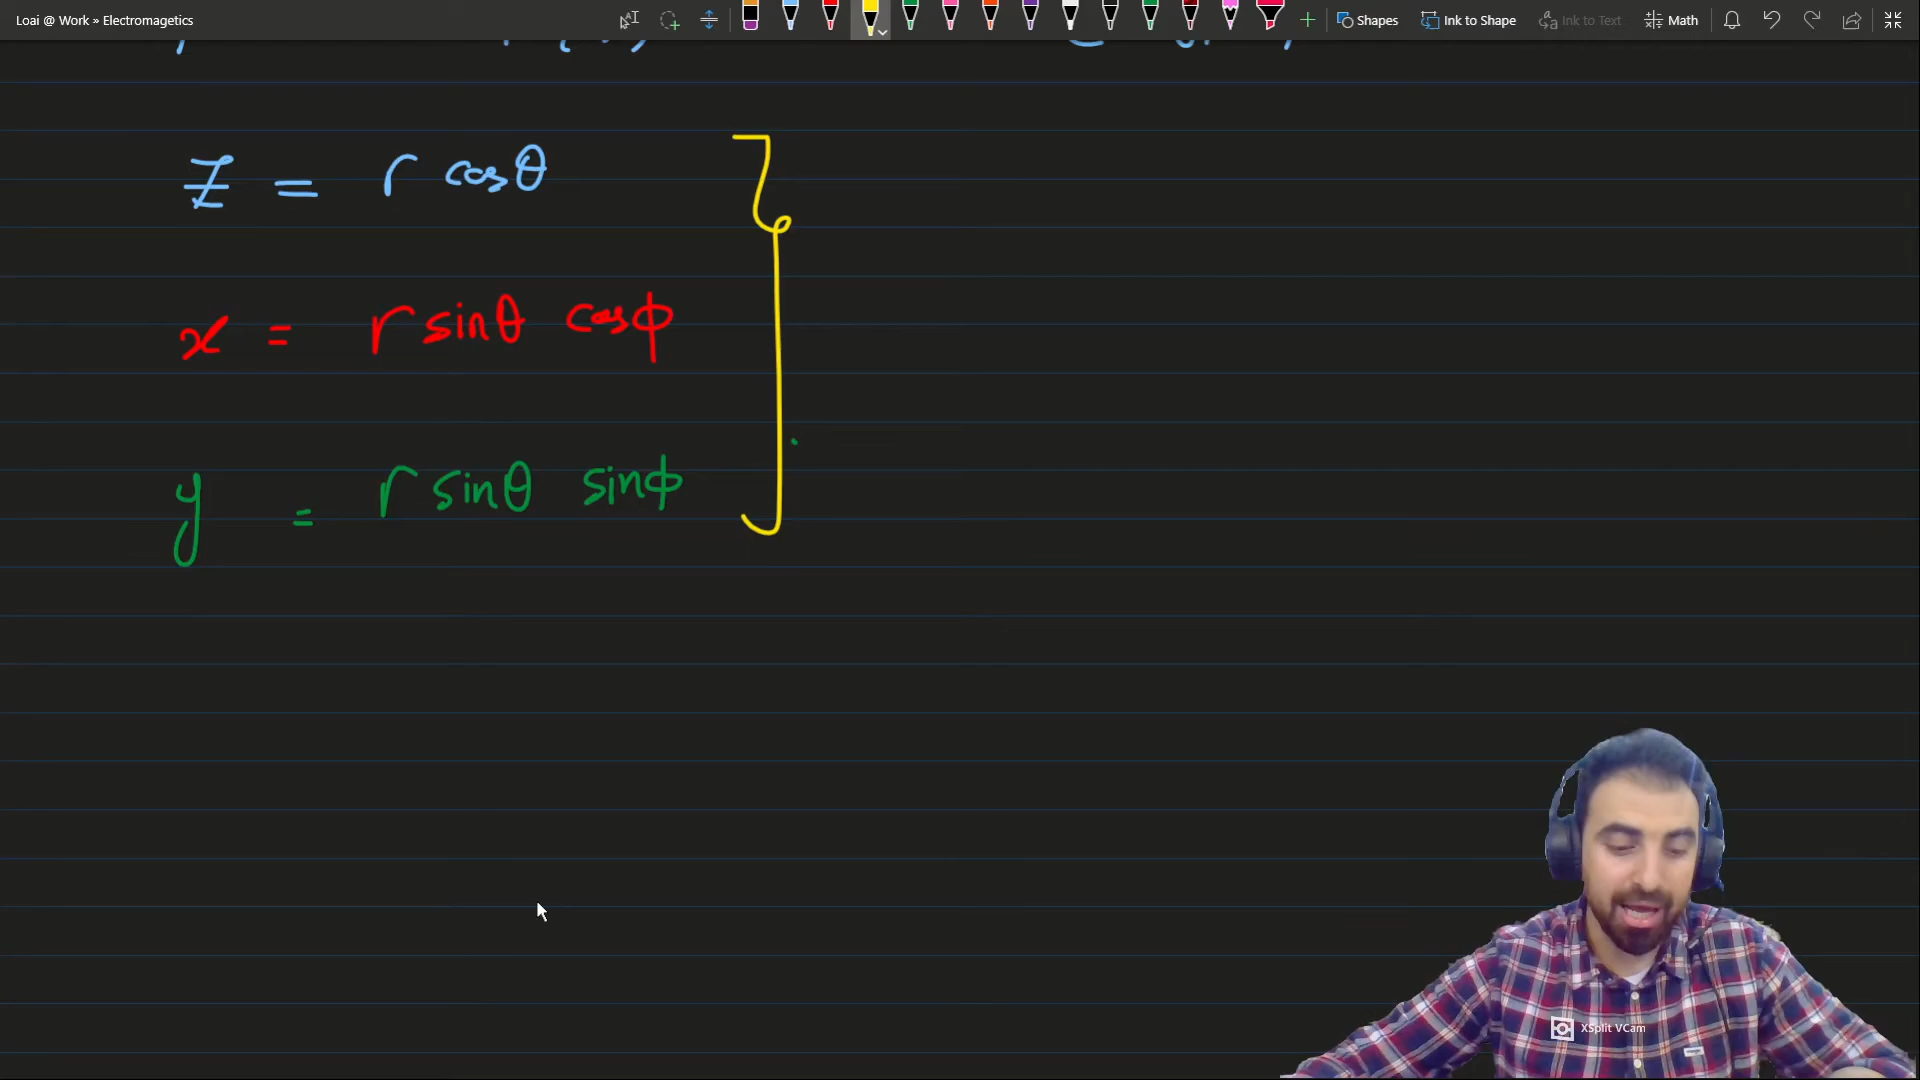 Loai @ Work » Electromagetics
Shapes Ink to Shape Ink to Text Math
z = r cosθ
x = r sinθ cosϕ
y = r sinθ sinϕ
XSplit VCam